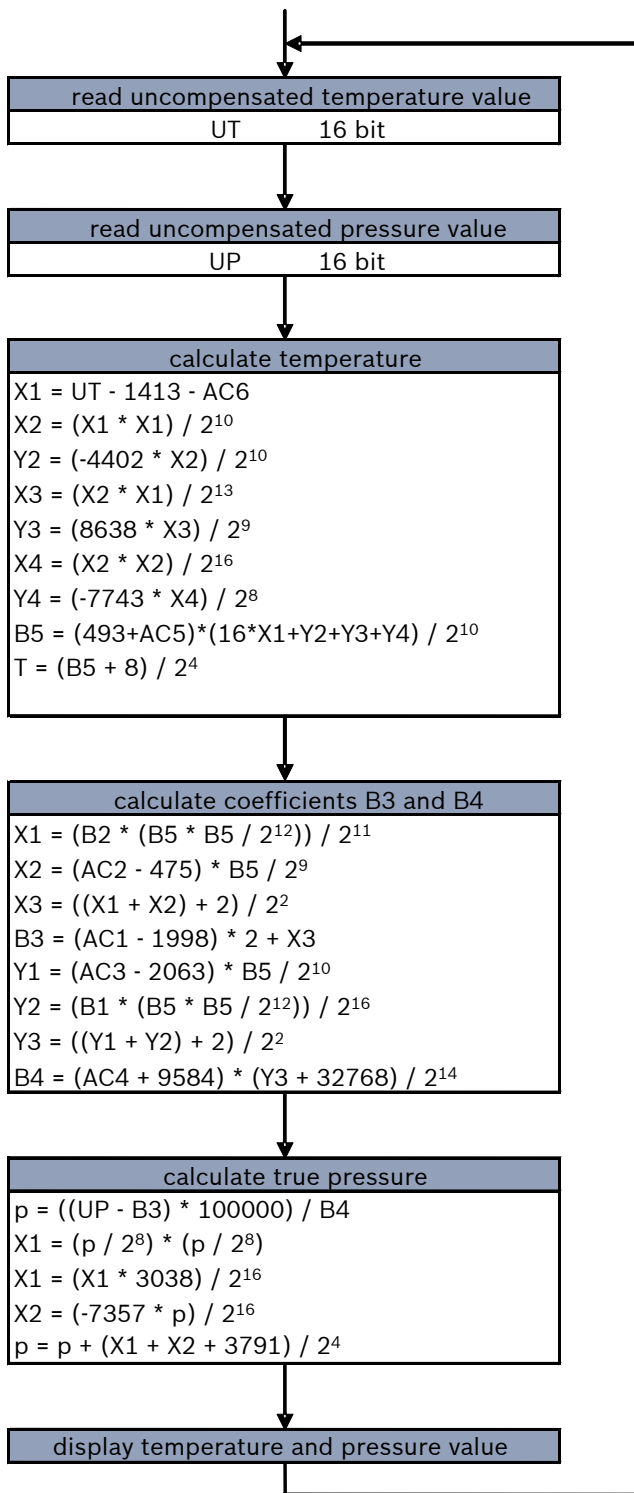 read uncompensated temperature value
UT 16 bit
read uncompensated pressure value
UP 16 bit
calculate temperature
X1 = UT - 1413 - AC6
X2 = (X1 * X1) / 2¹⁰
Y2 = (-4402 * X2) / 2¹⁰
X3 = (X2 * X1) / 2¹³
Y3 = (8638 * X3) / 2⁹
X4 = (X2 * X2) / 2¹⁶
Y4 = (-7743 * X4) / 2⁸
B5 = (493+AC5)*(16*X1+Y2+Y3+Y4) / 2¹⁰
T = (B5 + 8) / 2⁴
calculate coefficients B3 and B4
X1 = (B2 * (B5 * B5 / 2¹²)) / 2¹¹
X2 = (AC2 - 475) * B5 / 2⁹
X3 = ((X1 + X2) + 2) / 2²
B3 = (AC1 - 1998) * 2 + X3
Y1 = (AC3 - 2063) * B5 / 2¹⁰
Y2 = (B1 * (B5 * B5 / 2¹²)) / 2¹⁶
Y3 = ((Y1 + Y2) + 2) / 2²
B4 = (AC4 + 9584) * (Y3 + 32768) / 2¹⁴
calculate true pressure
p = ((UP - B3) * 100000) / B4
X1 = (p / 2⁸) * (p / 2⁸)
X1 = (X1 * 3038) / 2¹⁶
X2 = (-7357 * p) / 2¹⁶
p = p + (X1 + X2 + 3791) / 2⁴
display temperature and pressure value